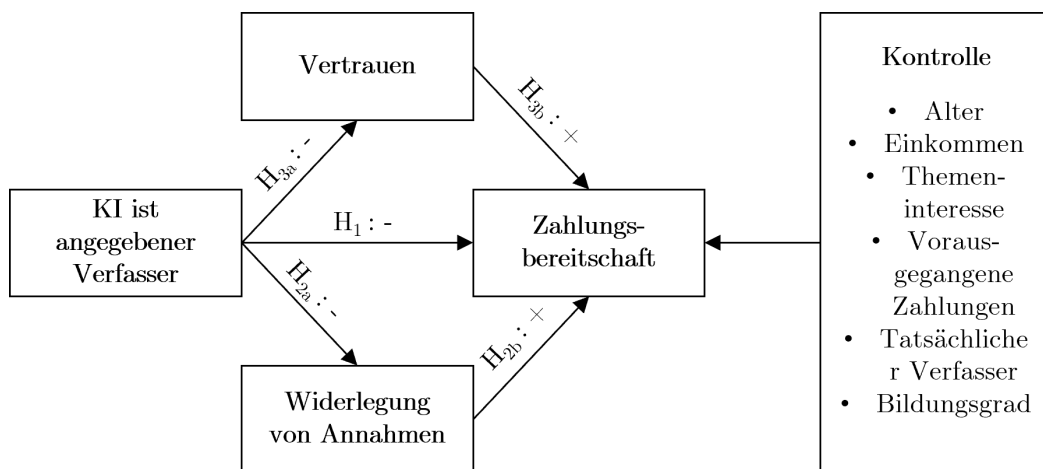 Vertrauen
H3a : -
H3b : +
KI ist
angegebener
Verfasser
H1 : -
Zahlungs-
bereitschaft
H2a : -
H2b : +
Widerlegung
von Annahmen
Kontrolle
• Alter
• Einkommen
• Themen-
interesse
• Voraus-
gegangene
Zahlungen
• Tatsächliche
r Verfasser
• Bildungsgrad